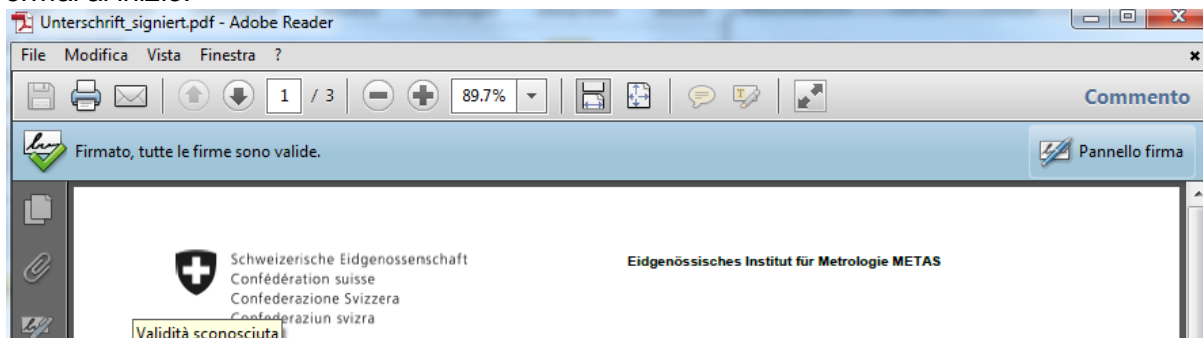 Unterschrift_signiert.pdf - Adobe Reader
File Modifica Vista Finestra ?
1 / 3 89.7% Commento
Firmato, tutte le firme sono valide. Pannello firma
Schweizerische Eidgenossenschaft
Confédération suisse
Confederazione Svizzera
Confederaziun svizra
Eidgenössisches Institut für Metrologie METAS
Validità sconosciuta